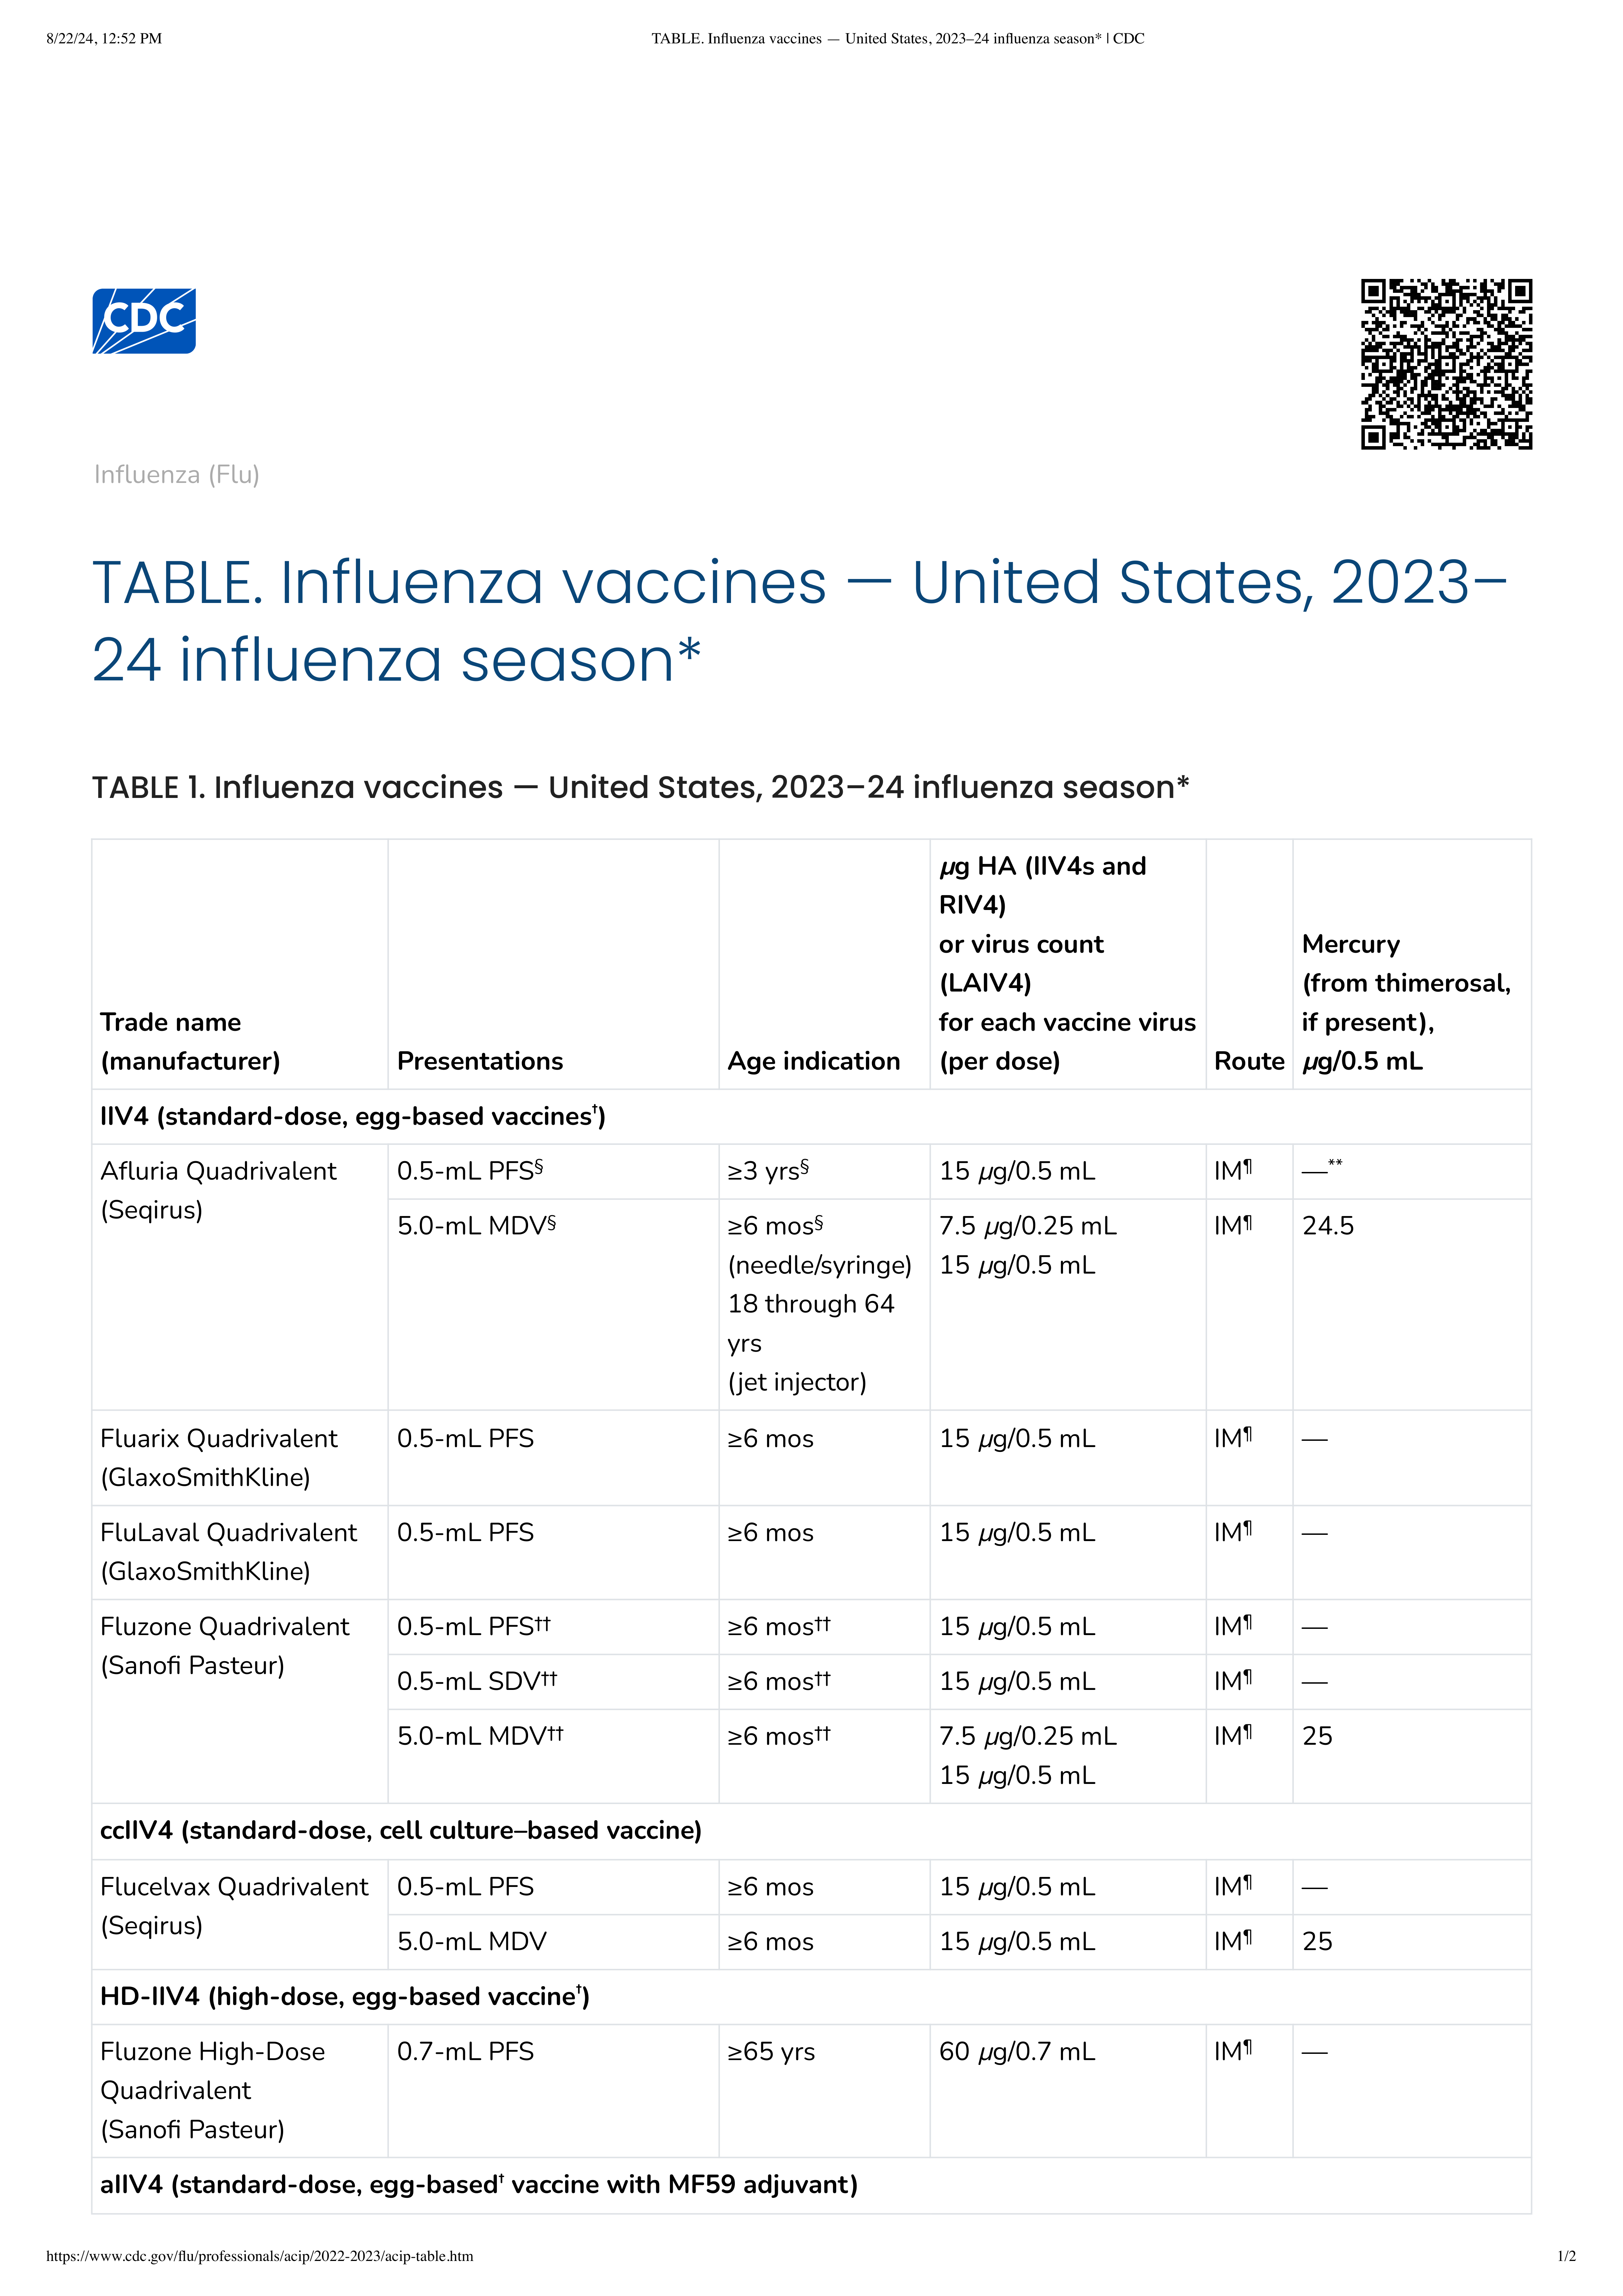 8/22/24, 12:52 PM
TABLE. Influenza vaccines — United States, 2023–24 influenza season* | CDC
CDC
Influenza (Flu)
TABLE. Influenza vaccines — United States, 2023–
24 influenza season*
TABLE 1. Influenza vaccines — United States, 2023–24 influenza season*
Trade name
(manufacturer)
Presentations
Age indication
µg HA (IIV4s and
RIV4)
or virus count
(LAIV4)
for each vaccine virus
(per dose)
Route
Mercury
(from thimerosal,
if present),
µg/0.5 mL
IIV4 (standard-dose, egg-based vaccines†)
Afluria Quadrivalent
(Seqirus)
0.5-mL PFS§
≥3 yrs§
15 µg/0.5 mL
IM¶
—**
5.0-mL MDV§
≥6 mos§
(needle/syringe)
18 through 64
yrs
(jet injector)
7.5 µg/0.25 mL
15 µg/0.5 mL
IM¶
24.5
Fluarix Quadrivalent
(GlaxoSmithKline)
0.5-mL PFS
≥6 mos
15 µg/0.5 mL
IM¶
—
FluLaval Quadrivalent
(GlaxoSmithKline)
0.5-mL PFS
≥6 mos
15 µg/0.5 mL
IM¶
—
Fluzone Quadrivalent
(Sanofi Pasteur)
0.5-mL PFS††
≥6 mos††
15 µg/0.5 mL
IM¶
—
0.5-mL SDV††
≥6 mos††
15 µg/0.5 mL
IM¶
—
5.0-mL MDV††
≥6 mos††
7.5 µg/0.25 mL
15 µg/0.5 mL
IM¶
25
ccIIV4 (standard-dose, cell culture–based vaccine)
Flucelvax Quadrivalent
(Seqirus)
0.5-mL PFS
≥6 mos
15 µg/0.5 mL
IM¶
—
5.0-mL MDV
≥6 mos
15 µg/0.5 mL
IM¶
25
HD-IIV4 (high-dose, egg-based vaccine†)
Fluzone High-Dose
Quadrivalent
(Sanofi Pasteur)
0.7-mL PFS
≥65 yrs
60 µg/0.7 mL
IM¶
—
aIIV4 (standard-dose, egg-based† vaccine with MF59 adjuvant)
https://www.cdc.gov/flu/professionals/acip/2022-2023/acip-table.htm
1/2